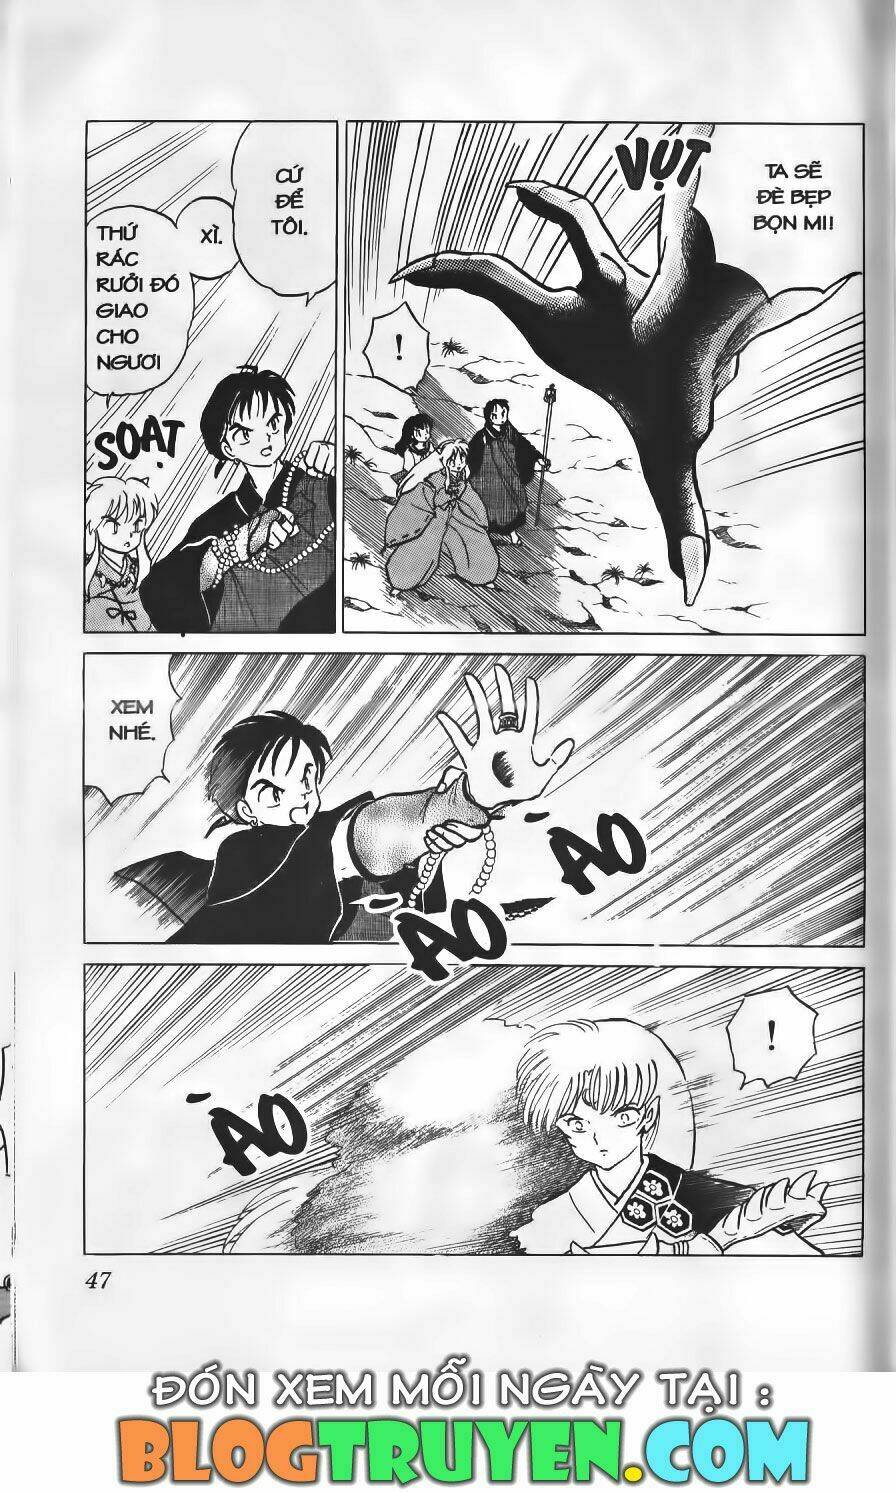 TA SẼ
ĐÈ BẸP
BỌN MI!
VỤT
!
CỨ
ĐỂ
TÔI.
XÌ.
THỨ
RÁC
RƯỞI ĐÓ
GIAO
CHO
NGƯƠI
SOẠT
XEM
NHÉ.
ÀO
ÀO
!
ÀO
47
ĐÓN XEM MỖI NGÀY TẠI :
BLOGTRUYEN.COM